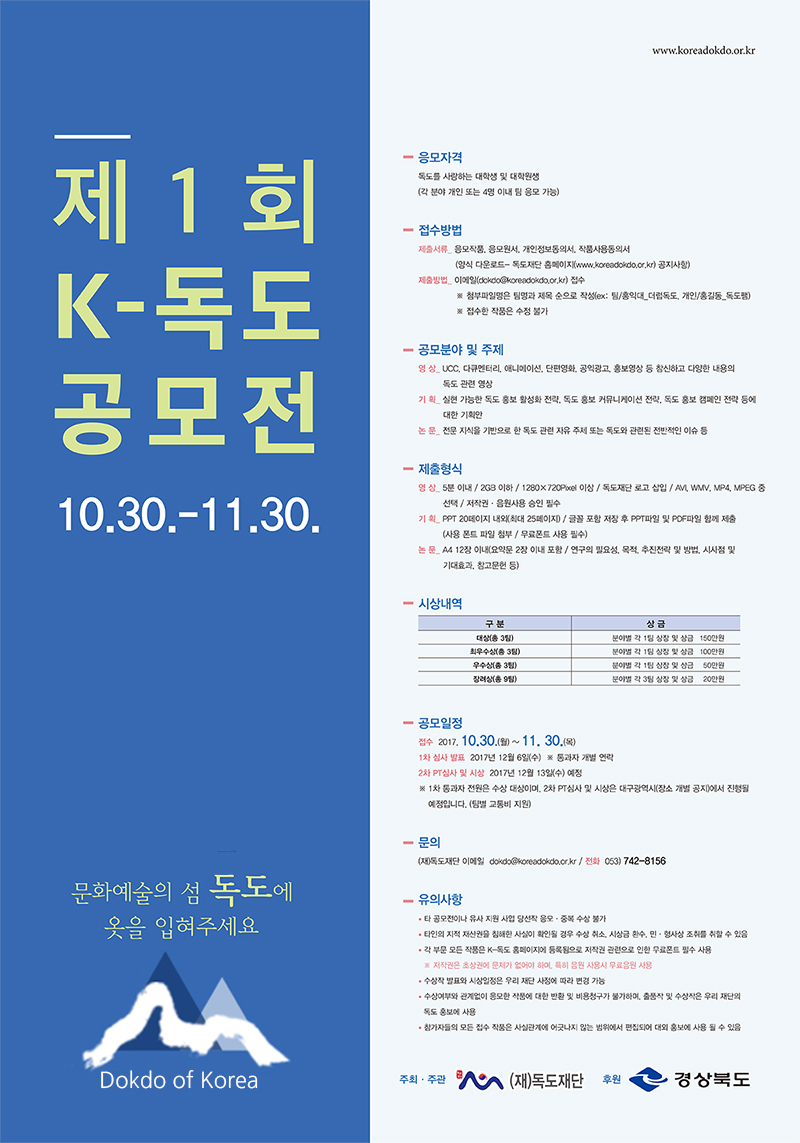 www.koreadokdo.or.kr
제 1 회
K-독도
공모전
10.30.-11.30.
문화예술의 섬 독도에
옷을 입혀주세요
Dokdo of Korea
응모자격
독도를 사랑하는 대학생 및 대학원생
(각 분야 개인 또는 4명 이내 팀 응모 가능)
접수방법
제출서류_ 응모작품, 응모원서, 개인정보동의서, 작품사용동의서
(양식 다운로드- 독도재단 홈페이지(www.koreadokdo.or.kr) 공지사항)
제출방법_ 이메일(dokdo@koreadokdo.or.kr) 접수
※ 첨부파일명은 팀명과 제목 순으로 작성(ex: 팀/홍익대_더럽독도, 개인/홍길동_독도팸)
※ 접수한 작품은 수정 불가
공모분야 및 주제
영 상_ UCC, 다큐멘터리, 애니메이션, 단편영화, 공익광고, 홍보영상 등 참신하고 다양한 내용의
독도 관련 영상
기 획_ 실현 가능한 독도 홍보 활성화 전략, 독도 홍보 커뮤니케이션 전략, 독도 홍보 캠페인 전략 등에
대한 기획안
논 문_ 전문 지식을 기반으로 한 독도 관련 자유 주제 또는 독도와 관련된 전반적인 이슈 등
제출형식
영 상_ 5분 이내 / 2GB 이하 / 1280×720Pixel 이상 / 독도재단 로고 삽입 / AVI, WMV, MP4, MPEG 중
선택 / 저작권 · 음원사용 승인 필수
기 획_ PPT 20페이지 내외(최대 25페이지) / 글꼴 포함 저장 후 PPT파일 및 PDF파일 함께 제출
(사용 폰트 파일 첨부 / 무료폰트 사용 필수)
논 문_ A4 12장 이내(요약문 2장 이내 포함 / 연구의 필요성, 목적, 추진전략 및 방법, 시사점 및
기대효과, 참고문헌 등)
시상내역
구 분 상 금
대상(총 3팀) 분야별 각 1팀 상장 및 상금 150만원
최우수상(총 3팀) 분야별 각 1팀 상장 및 상금 100만원
우수상(총 3팀) 분야별 각 1팀 상장 및 상금 50만원
장려상(총 9팀) 분야별 각 3팀 상장 및 상금 20만원
공모일정
접수 2017. 10.30.(월) ~ 11. 30.(목)
1차 심사 발표 2017년 12월 6일(수) ※ 통과자 개별 연락
2차 PT심사 및 시상 2017년 12월 13일(수) 예정
※ 1차 통과자 전원은 수상 대상이며, 2차 PT심사 및 시상은 대구광역시(장소 개별 공지)에서 진행될
예정입니다. (팀별 교통비 지원)
문의
(재)독도재단 이메일 dokdo@koreadokdo.or.kr / 전화 053) 742-8156
유의사항
• 타 공모전이나 유사 지원 사업 당선작 응모 · 중복 수상 불가
• 타인의 지적 재산권을 침해한 사실이 확인될 경우 수상 취소, 시상금 환수, 민 · 형사상 조취를 취할 수 있음
• 각 부문 모든 작품은 K-독도 홈페이지에 등록됨으로 저작권 관련으로 인한 무료폰트 필수 사용
※ 저작권은 초상권에 문제가 없어야 하며, 특히 음원 사용시 무료음원 사용
• 수상작 발표와 시상일정은 우리 재단 사정에 따라 변경 가능
• 수상여부와 관계없이 응모한 작품에 대한 반환 및 비용청구가 불가하며, 출품작 및 수상작은 우리 재단의
독도 홍보에 사용
• 참가자들의 모든 접수 작품은 사실관계에 어긋나지 않는 범위에서 편집되어 대외 홍보에 사용 될 수 있음
주최 · 주관 (재)독도재단 후원 경상북도